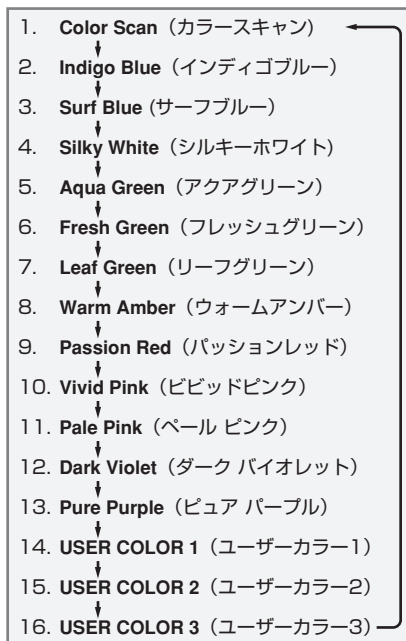 1. Color Scan（カラースキャン）
2. Indigo Blue（インディゴブルー）
3. Surf Blue (サーフブルー）
4. Silky White（シルキーホワイト)
5. Aqua Green（アクアグリーン）
6. Fresh Green（フレッシュグリーン）
7. Leaf Green（リーフグリーン）
8. Warm Amber（ウォームアンバー）
9. Passion Red（パッションレッド）
10. Vivid Pink（ビビッドピンク）
11. Pale Pink（ペール ピンク）
12. Dark Violet（ダーク バイオレット）
13. Pure Purple（ピュア パープル）
14. USER COLOR 1（ユーザーカラー1）
15. USER COLOR 2（ユーザーカラー2）
16. USER COLOR 3（ユーザーカラー3）